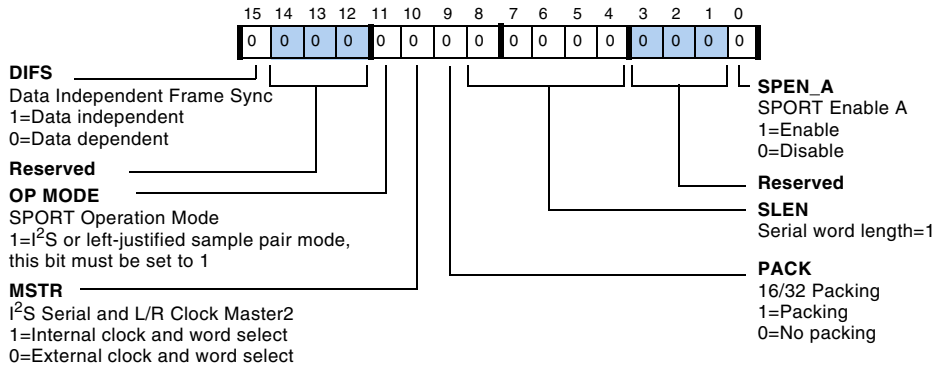 15 14 13 12 11 10 9 8 7 6 5 4 3 2 1 0
0 0 0 0 0 0 0 0 0 0 0 0 0 0 0 0
DIFS
Data Independent Frame Sync
1=Data independent
0=Data dependent
Reserved
OP MODE
SPORT Operation Mode
1=I²S or left-justified sample pair mode,
this bit must be set to 1
MSTR
I²S Serial and L/R Clock Master2
1=Internal clock and word select
0=External clock and word select
SPEN_A
SPORT Enable A
1=Enable
0=Disable
Reserved
SLEN
Serial word length=1
PACK
16/32 Packing
1=Packing
0=No packing